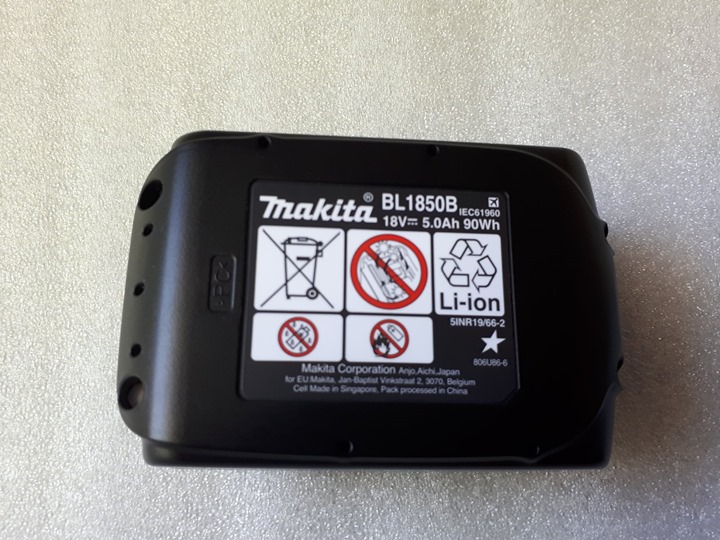 makita® BL1850B
IEC61960
18V⎓ 5.0Ah 90Wh
Li-ion
5INR19/66-2
806U86-6
Makita Corporation Anjo,Aichi,Japan
for EU:Makita, Jan-Baptist Vinkstraat 2, 3070, Belgium
Cell Made in Singapore, Pack processed in China